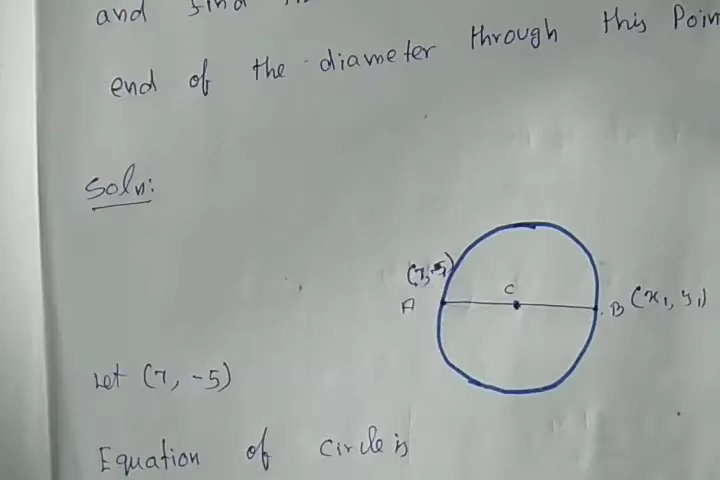 and find
end of the diameter through this Poin
Soln:
(7,-5)
A C B (x1, y1)
Let (7, -5)
Equation of circle is